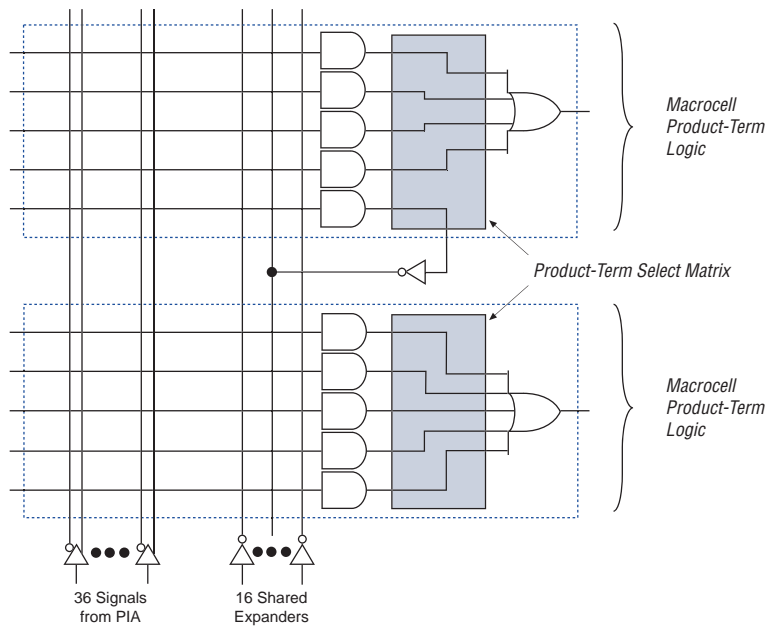 Macrocell
Product-Term
Logic
Product-Term Select Matrix
Macrocell
Product-Term
Logic
36 Signals
from PIA
16 Shared
Expanders